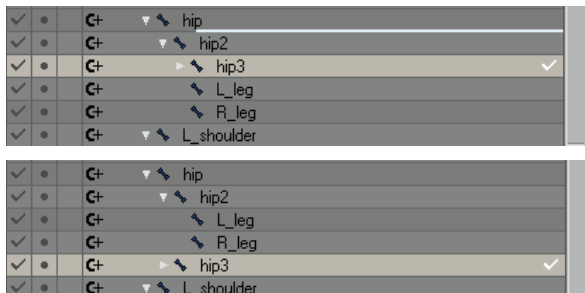 C+ hip
C+ hip2
C+ hip3
C+ L_leg
C+ R_leg
C+ L_shoulder
C+ hip
C+ hip2
C+ L_leg
C+ R_leg
C+ hip3
C+ L_shoulder